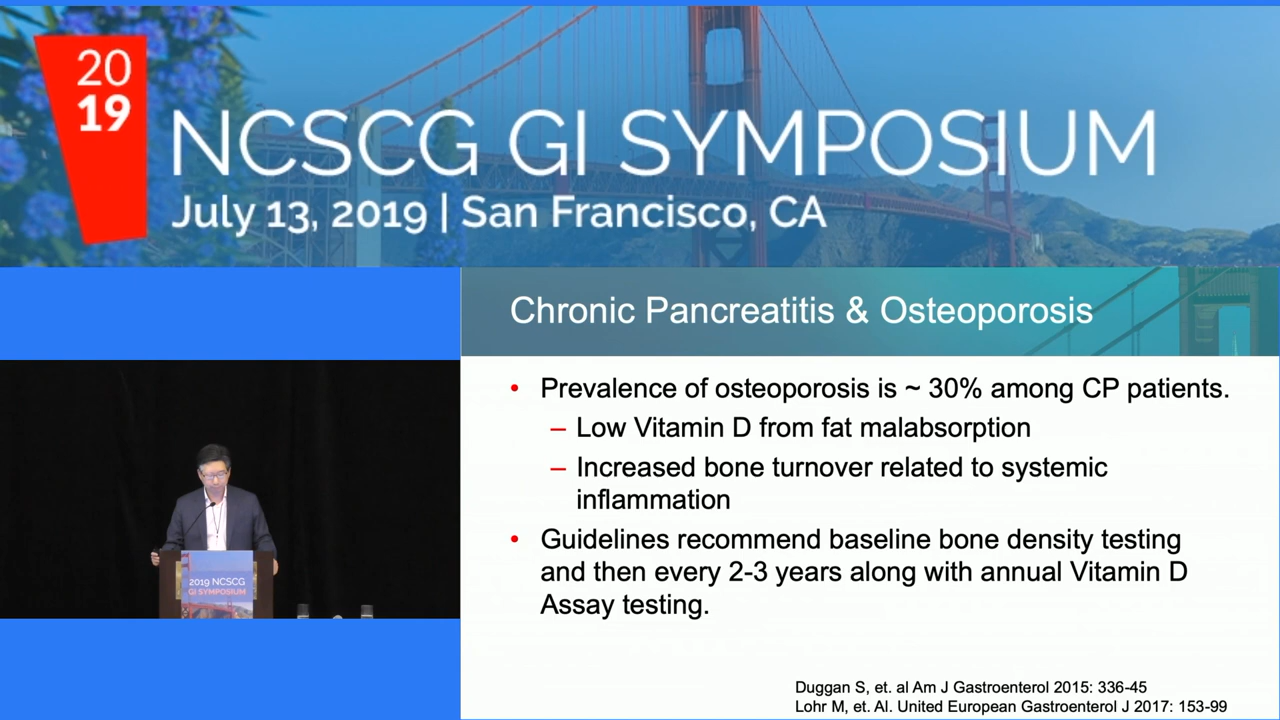 20
19
NCSCG GI SYMPOSIUM
July 13, 2019 | San Francisco, CA
Chronic Pancreatitis & Osteoporosis
• Prevalence of osteoporosis is ~ 30% among CP patients.
– Low Vitamin D from fat malabsorption
– Increased bone turnover related to systemic
inflammation
• Guidelines recommend baseline bone density testing
and then every 2-3 years along with annual Vitamin D
Assay testing.
Duggan S, et. al Am J Gastroenterol 2015: 336-45
Lohr M, et. Al. United European Gastroenterol J 2017: 153-99
2019 NCSCG
GI SYMPOSIUM